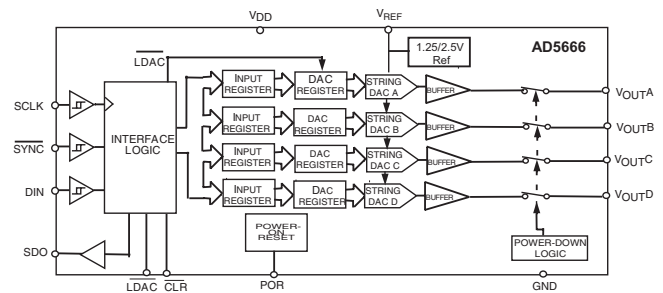 VDD
VREF
1.25/2.5V
Ref
AD5666
LDAC
SCLK
SYNC
DIN
SDO
INTERFACE
LOGIC
INPUT
REGISTER
DAC
REGISTER
STRING
DAC A
BUFFER
VOUTA
INPUT
REGISTER
DAC
REGISTER
STRING
DAC B
BUFFER
VOUTB
INPUT
REGISTER
DAC
REGISTER
STRING
DAC C
BUFFER
VOUTC
INPUT
REGISTER
DAC
REGISTER
STRING
DAC D
BUFFER
VOUTD
POWER-
ON
RESET
POWER-DOWN
LOGIC
LDAC
CLR
POR
GND